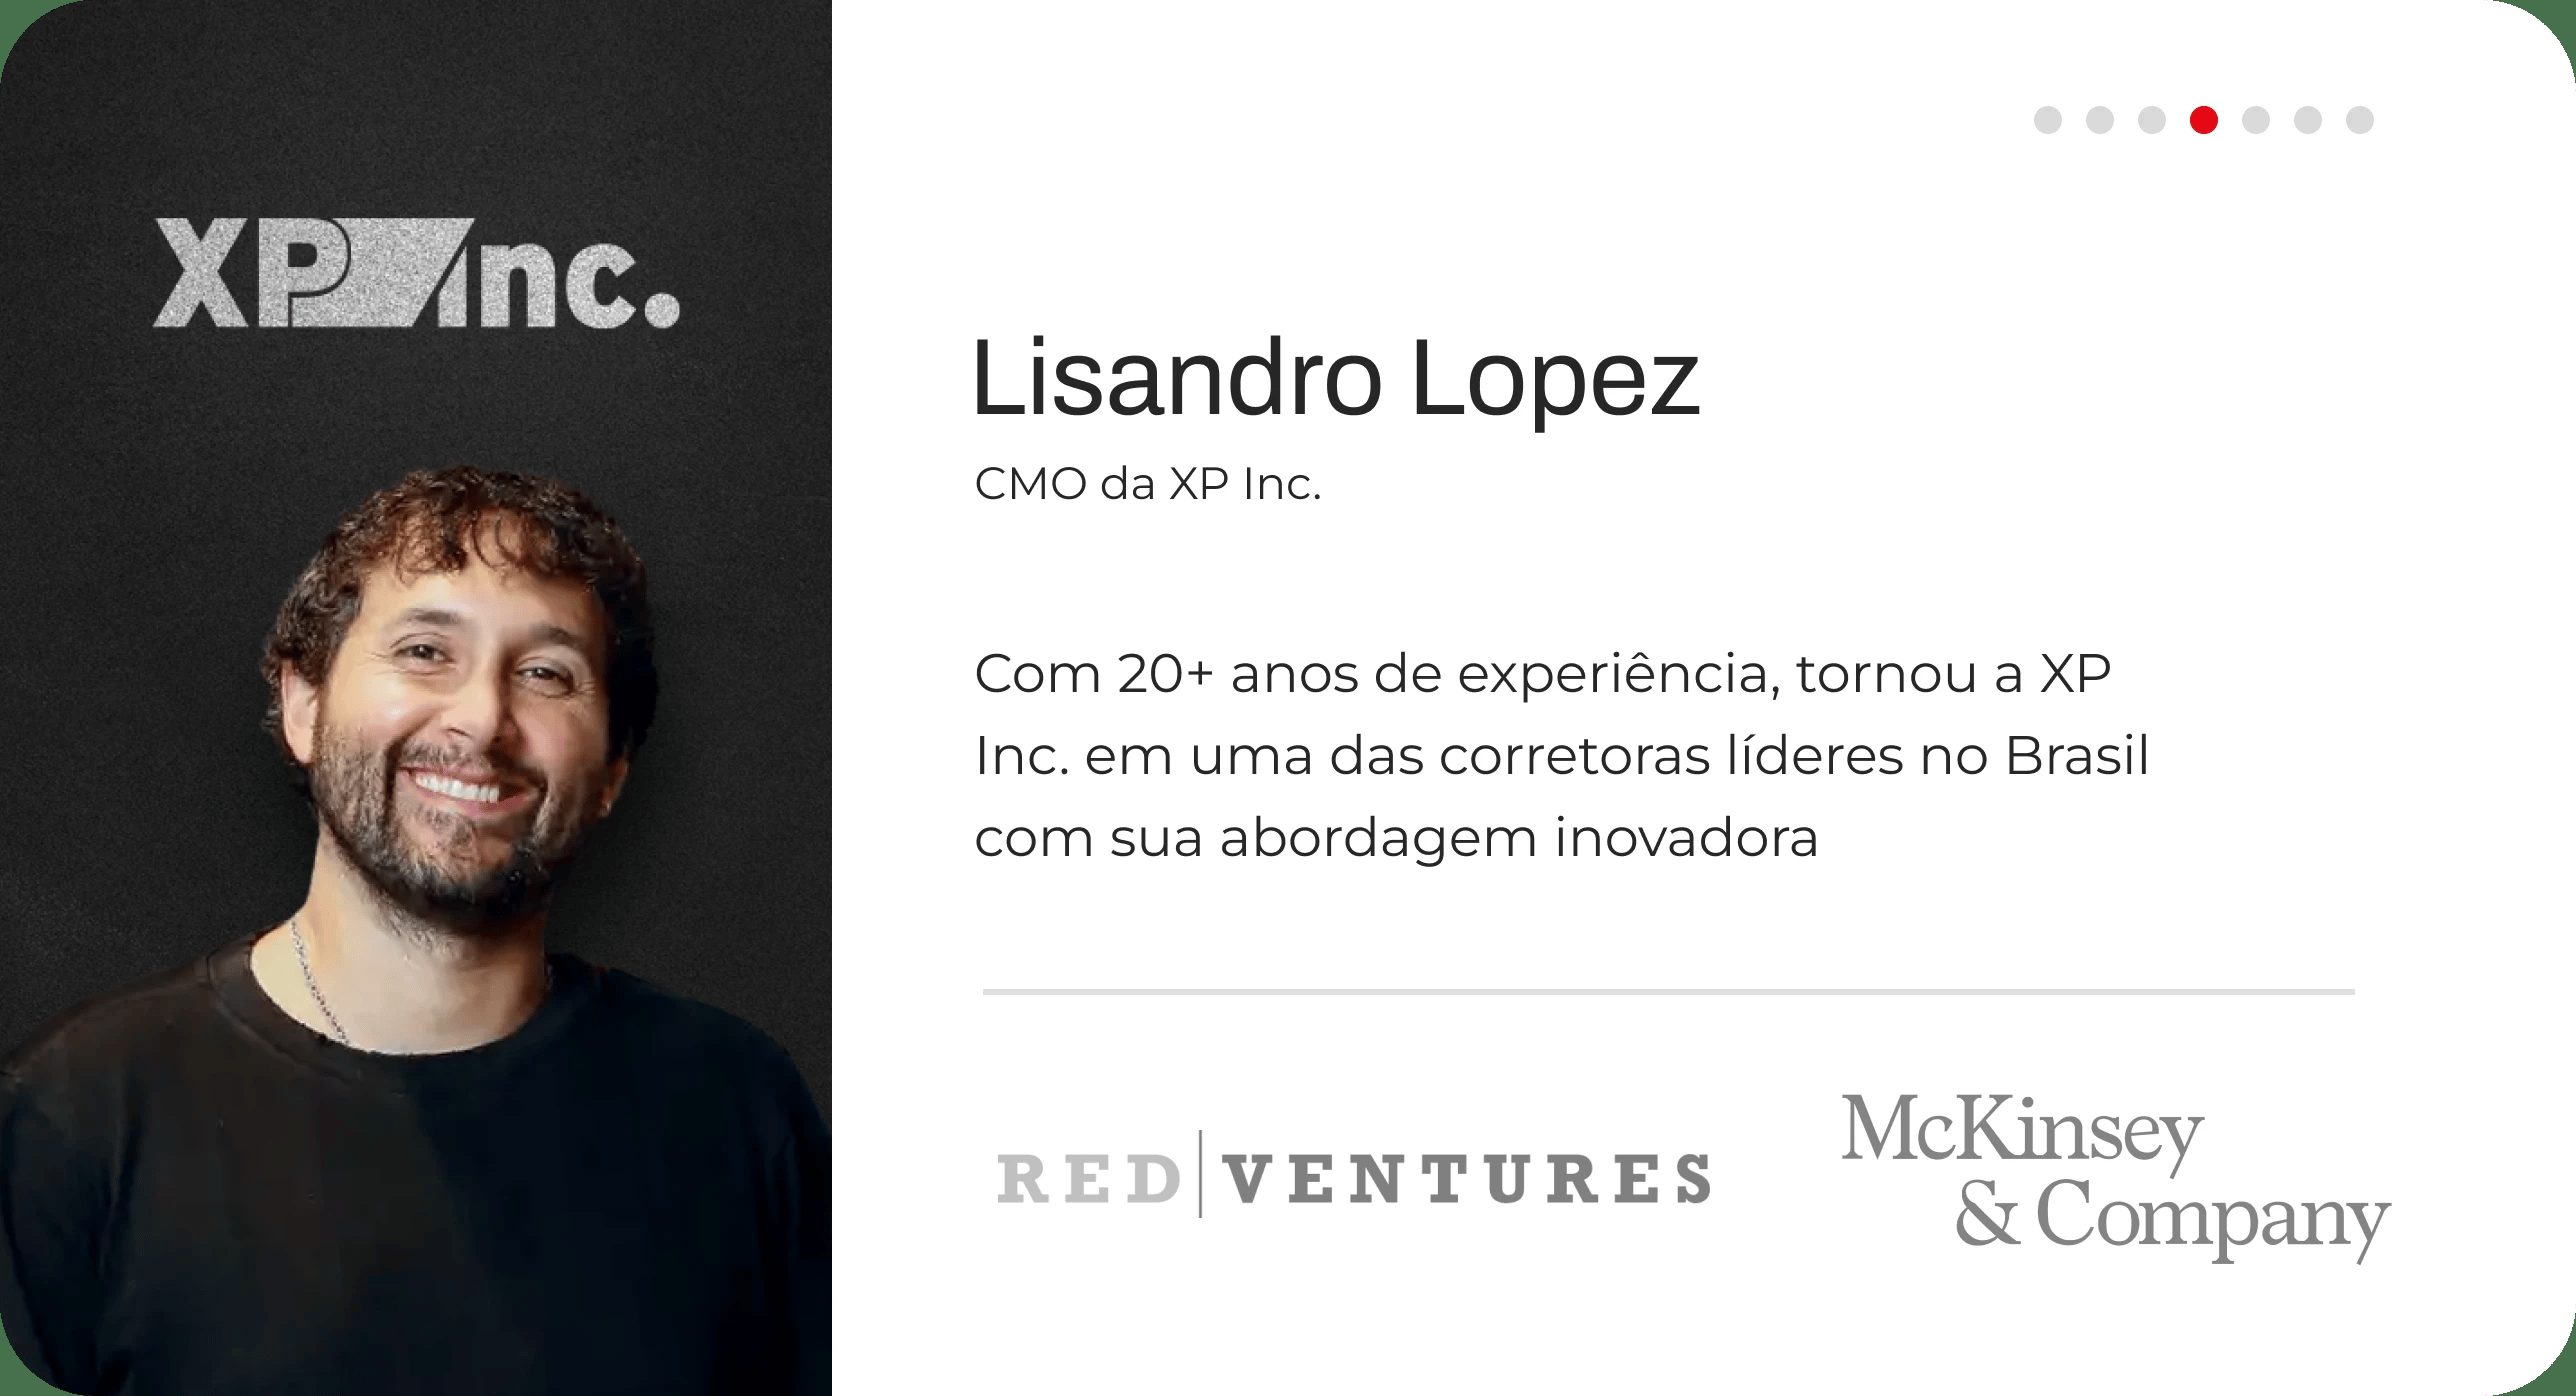 XP Inc.
Lisandro Lopez
CMO da XP Inc.
Com 20+ anos de experiência, tornou a XP
Inc. em uma das corretoras líderes no Brasil
com sua abordagem inovadora
RED VENTURES
McKinsey
& Company